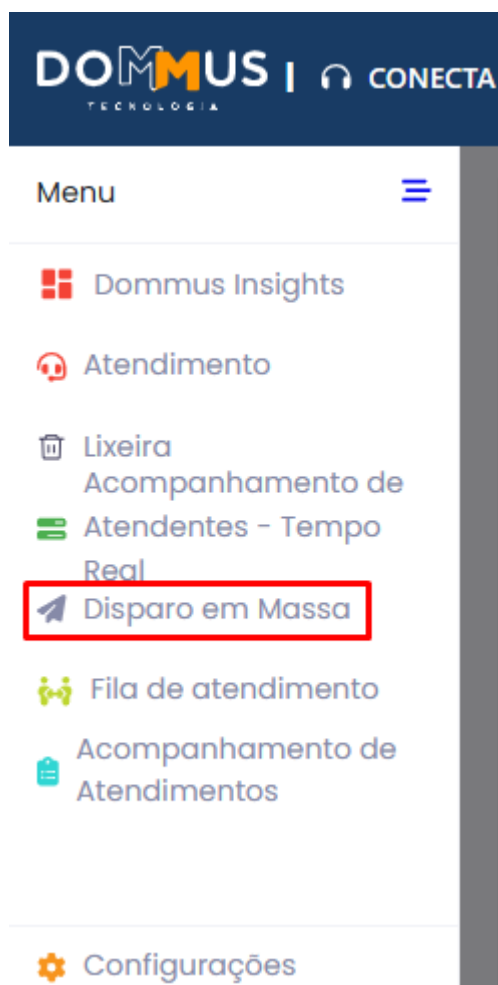 DOMMUS | CONECTA
TECNOLOGIA
Menu
Dommus Insights
Atendimento
Lixeira
Acompanhamento de
Atendentes - Tempo
Real
Disparo em Massa
Fila de atendimento
Acompanhamento de
Atendimentos
Configurações